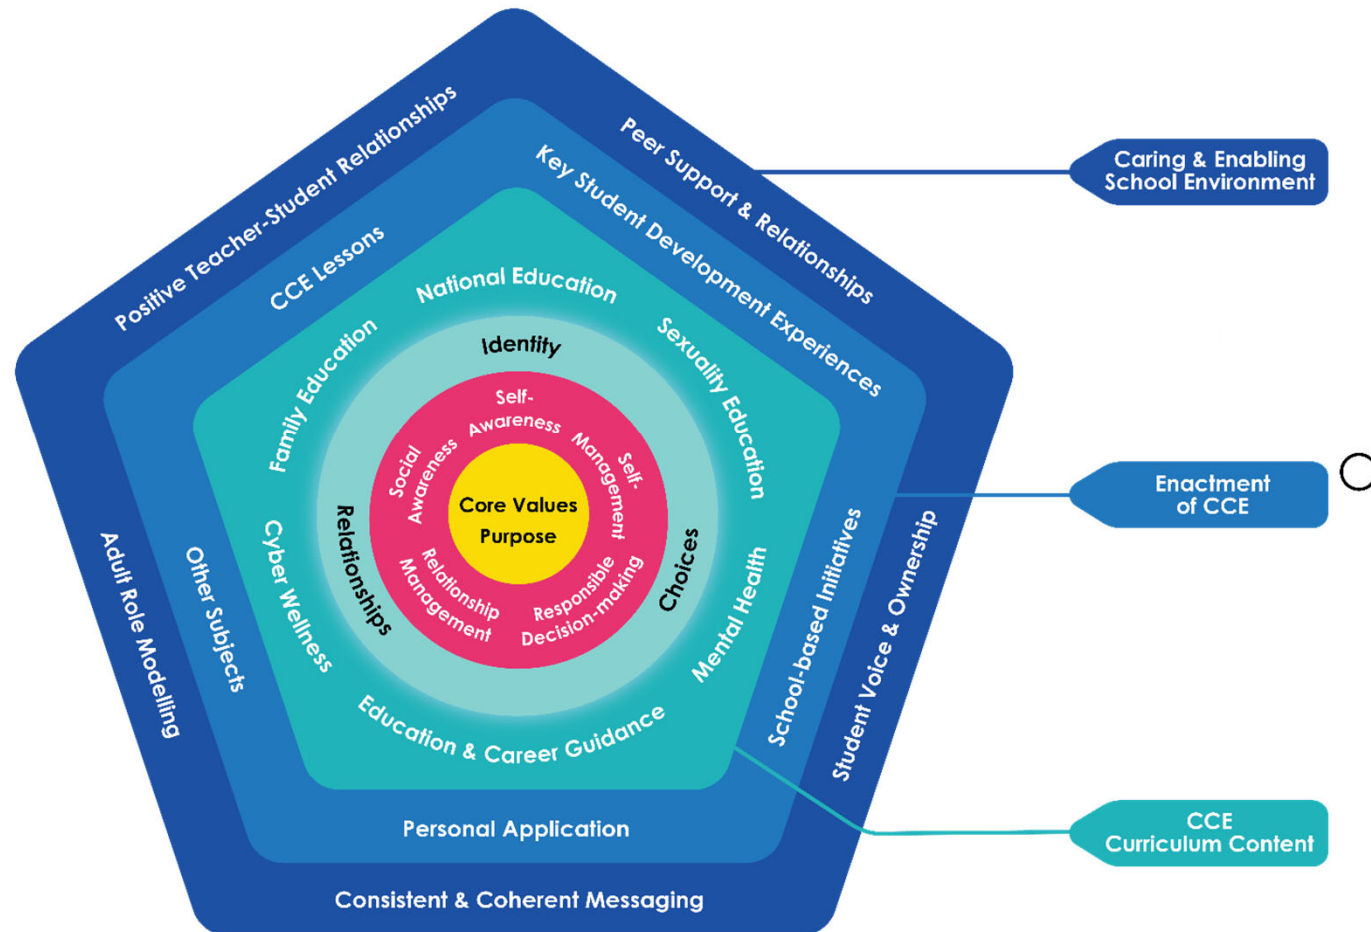 Positive Teacher-Student Relationships
Peer Support & Relationships
Caring & Enabling
School Environment
CCE Lessons
Key Student Development Experiences
National Education
Family Education
Sexuality Education
Identity
Self-
Awareness
Social
Awareness
Self-
Management
Core Values
Purpose
Enactment
of CCE
Relationships
Choices
Relationship
Management
Responsible
Decision-making
Cyber Wellness
Mental Health
Adult Role Modelling
Other Subjects
School-based Initiatives
Student Voice & Ownership
Education & Career Guidance
CCE
Curriculum Content
Personal Application
Consistent & Coherent Messaging